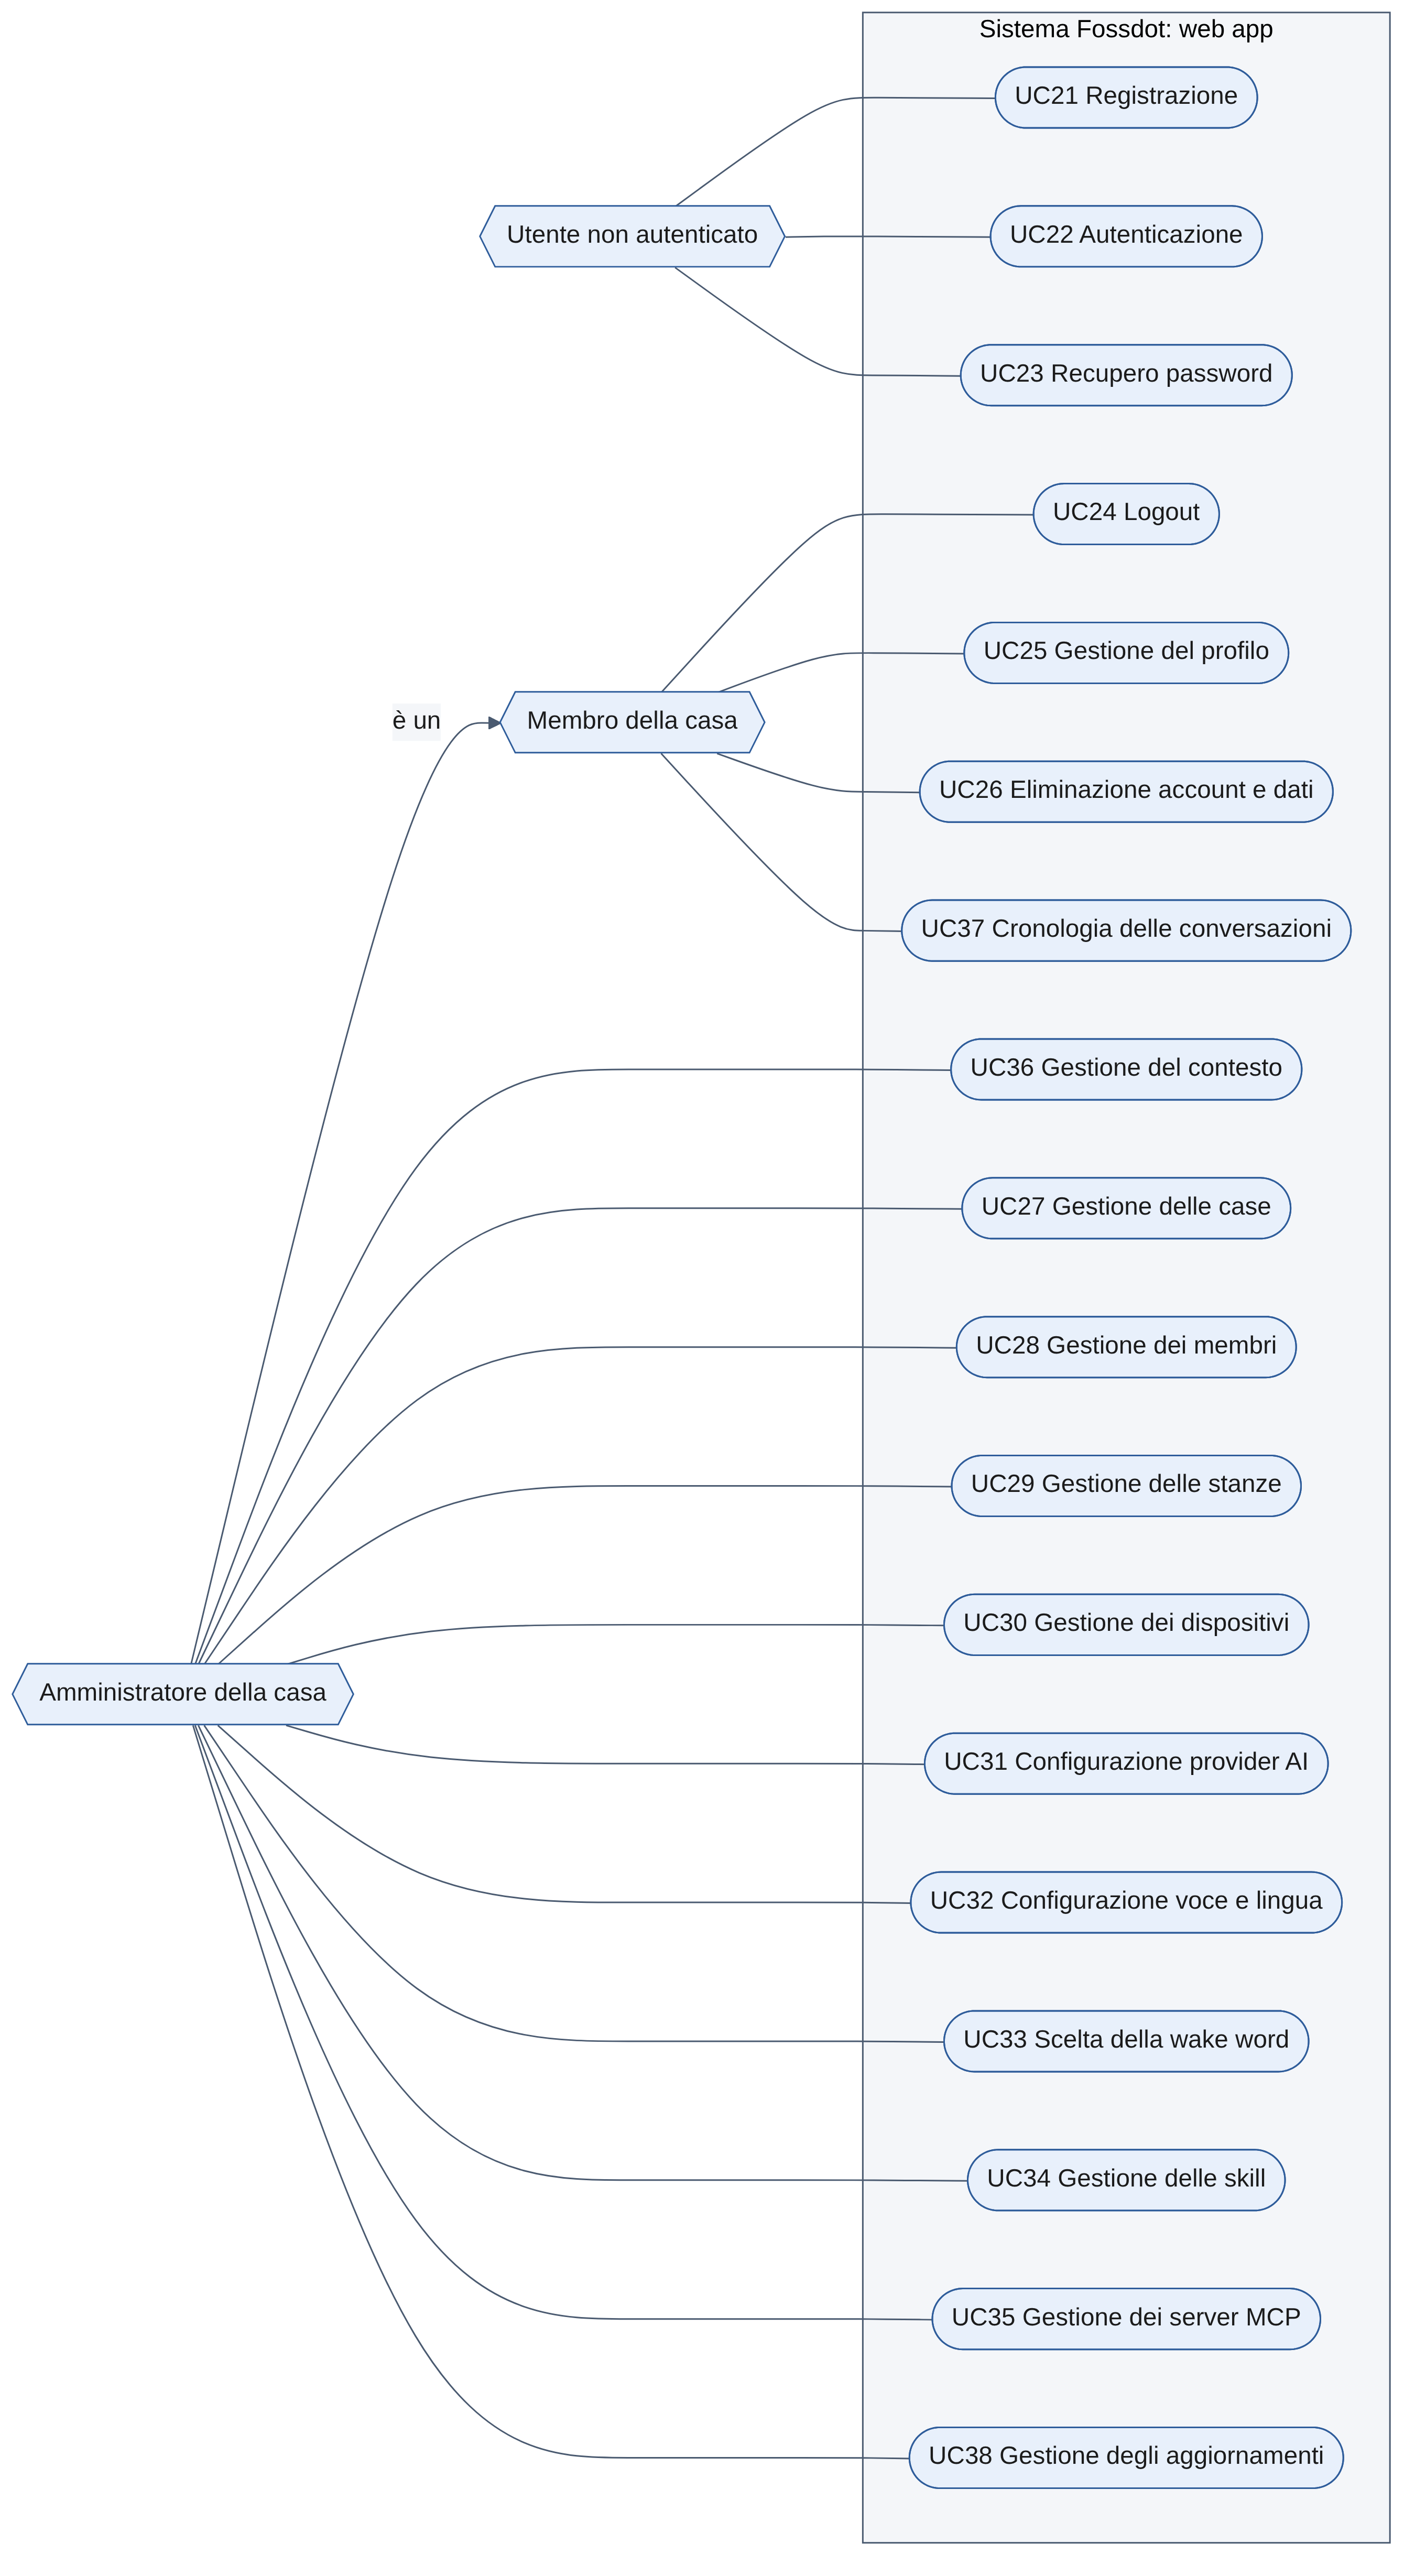 Sistema Fossdot: web app
UC21 Registrazione
Utente non autenticato
UC22 Autenticazione
UC23 Recupero password
UC24 Logout
UC25 Gestione del profilo
è un
Membro della casa
UC26 Eliminazione account e dati
UC37 Cronologia delle conversazioni
UC36 Gestione del contesto
UC27 Gestione delle case
UC28 Gestione dei membri
UC29 Gestione delle stanze
UC30 Gestione dei dispositivi
Amministratore della casa
UC31 Configurazione provider AI
UC32 Configurazione voce e lingua
UC33 Scelta della wake word
UC34 Gestione delle skill
UC35 Gestione dei server MCP
UC38 Gestione degli aggiornamenti